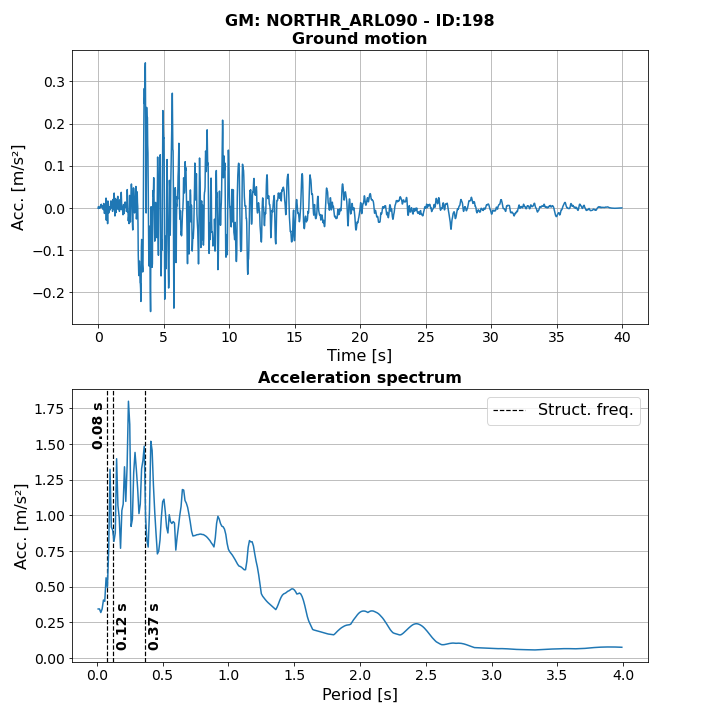 GM: NORTHR_ARL090 - ID:198
Ground motion
0.3
0.2
0.1
0.0
−0.1
−0.2
Acc. [m/s²]
0 5 10 15 20 25 30 35 40
Time [s]
Acceleration spectrum
1.75
1.50
1.25
1.00
0.75
0.50
0.25
0.00
Acc. [m/s²]
0.08 s
0.12 s
0.37 s
Struct. freq.
0.0 0.5 1.0 1.5 2.0 2.5 3.0 3.5 4.0
Period [s]